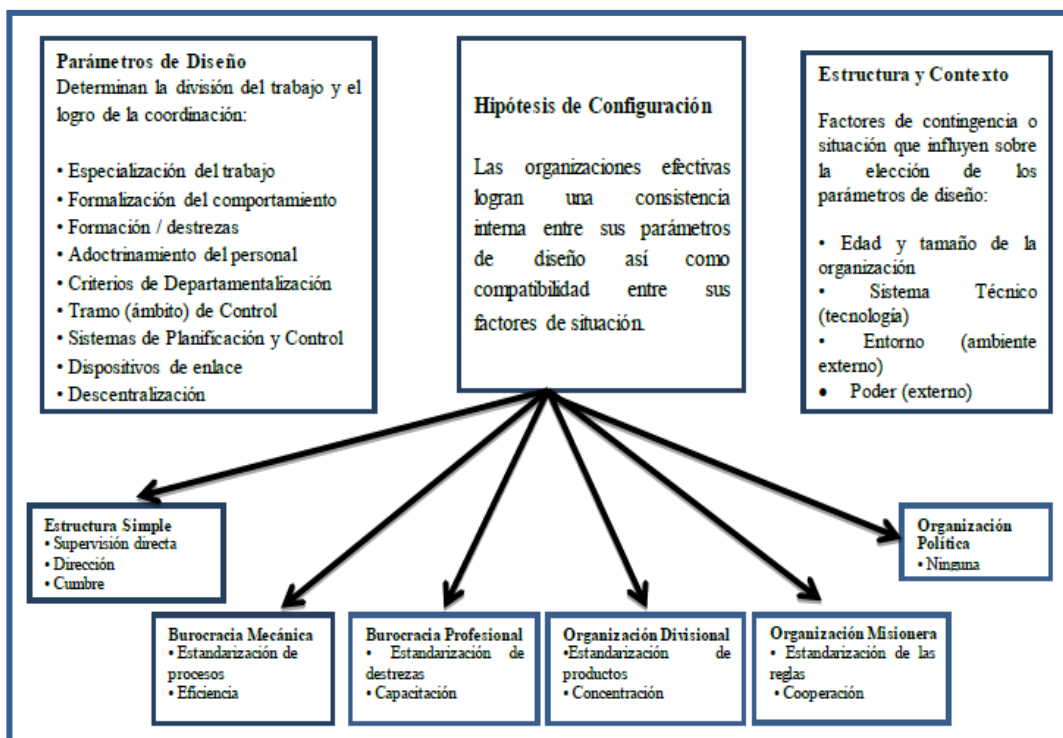 Parámetros de Diseño
Determinan la división del trabajo y el
logro de la coordinación:
• Especialización del trabajo
• Formalización del comportamiento
• Formación / destrezas
• Adoctrinamiento del personal
• Criterios de Departamentalización
• Tramo (ámbito) de Control
• Sistemas de Planificación y Control
• Dispositivos de enlace
• Descentralización
Hipótesis de Configuración
Las organizaciones efectivas
logran una consistencia
interna entre sus parámetros
de diseño así como
compatibilidad entre sus
factores de situación.
Estructura y Contexto
Factores de contingencia o
situación que influyen sobre
la elección de los
parámetros de diseño:
• Edad y tamaño de la
organización
• Sistema Técnico
(tecnología)
• Entorno (ambiente
externo)
• Poder (externo)
Estructura Simple
• Supervisión directa
• Dirección
• Cumbre
Organización
Política
• Ninguna
Burocracia Mecánica
• Estandarización de
procesos
• Eficiencia
Burocracia Profesional
• Estandarización de
destrezas
• Capacitación
Organización Divisional
•Estandarización de
productos
• Concentración
Organización Misionera
• Estandarización de las
reglas
• Cooperación